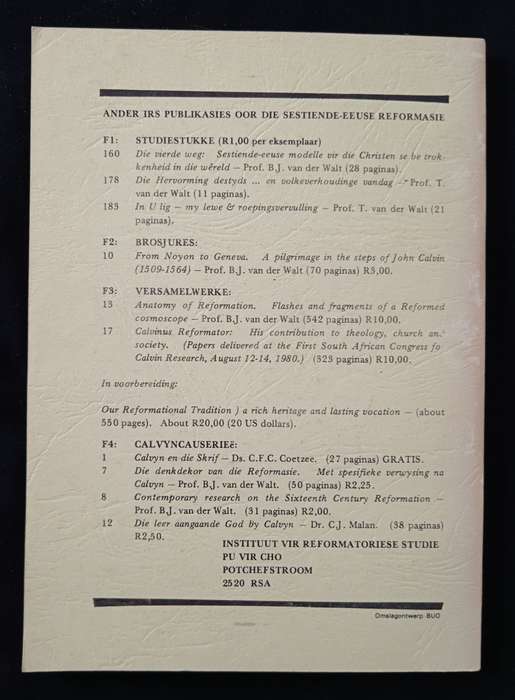 ANDER IRS PUBLIKASIES OOR DIE SESTIENDE-EEUSE REFORMASIE
F1: STUDIESTUKKE (R1,00 per eksemplaar)
160 Die vierde weg: Sestiende-eeuse modelle vir die Christen se betrok-
kenheid in die wêreld — Prof. B.J. van der Walt (28 paginas).
178 Die Hervorming destyds ... en volkeverhoudinge vandag — Prof. T.
van der Walt (11 paginas).
185 In U lig — my lewe & roepingsvervulling — Prof. T. van der Walt (21
paginas).
F2: BROSJURES:
10 From Noyon to Geneva. A pilgrimage in the steps of John Calvin
(1509-1564) — Prof. B.J. van der Walt (70 paginas) R3,00.
F3: VERSAMELWERKE:
13 Anatomy of Reformation. Flashes and fragments of a Reformed
cosmoscope — Prof. B.J. van der Walt (542 paginas) R10,00.
17 Calvinus Reformator: His contribution to theology, church an
society. (Papers delivered at the First South African Congress fo
Calvin Research, August 12-14, 1980.) (323 paginas) R10,00.
In voorbereiding:
Our Reformational Tradition ) a rich heritage and lasting vocation — (about
550 pages). About R20,00 (20 US dollars).
F4: CALVYNCAUSERIEë:
1 Calvyn en die Skrif — Ds. C.F.C. Coetzee. (27 paginas) GRATIS.
7 Die denkdekor van die Reformasie. Met spesifieke verwysing na
Calvyn — Prof. B.J. van der Walt. (50 paginas) R2,25.
8 Contemporary research on the Sixteenth Century Reformation —
Prof. B.J. van der Walt. (31 paginas) R2,00.
12 Die leer aangaande God by Calvyn — Dr. C.J. Malan. (38 paginas)
R2,50.
INSTITUUT VIR REFORMATORIESE STUDIE
PU VIR CHO
POTCHEFSTROOM
2520 RSA
Omslagontwerp BUO